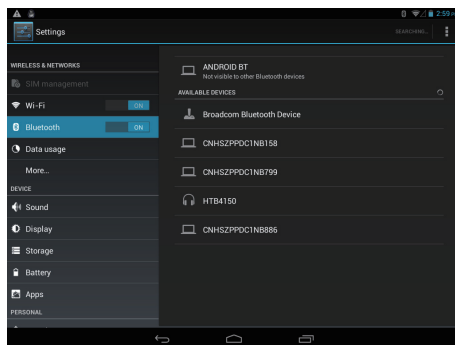 2:59
Settings
SEARCHING...
WIRELESS & NETWORKS
SIM management
Wi-Fi
ON
Bluetooth
ON
Data usage
More...
DEVICE
Sound
Display
Storage
Battery
Apps
PERSONAL
ANDROID BT
Not visible to other Bluetooth devices
AVAILABLE DEVICES
Broadcom Bluetooth Device
CNHSZPPDC1NB158
CNHSZPPDC1NB799
HTB4150
CNHSZPPDC1NB886